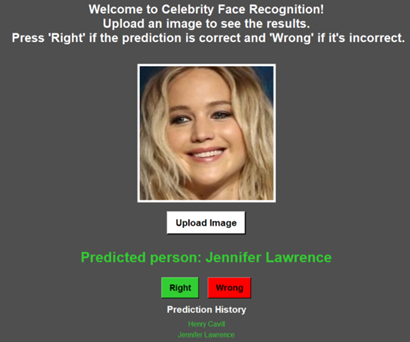 Welcome to Celebrity Face Recognition!
Upload an image to see the results.
Press 'Right' if the prediction is correct and 'Wrong' if it's incorrect.
Upload Image
Predicted person: Jennifer Lawrence
Right
Wrong
Prediction History
Henry Cavill
Jennifer Lawrence